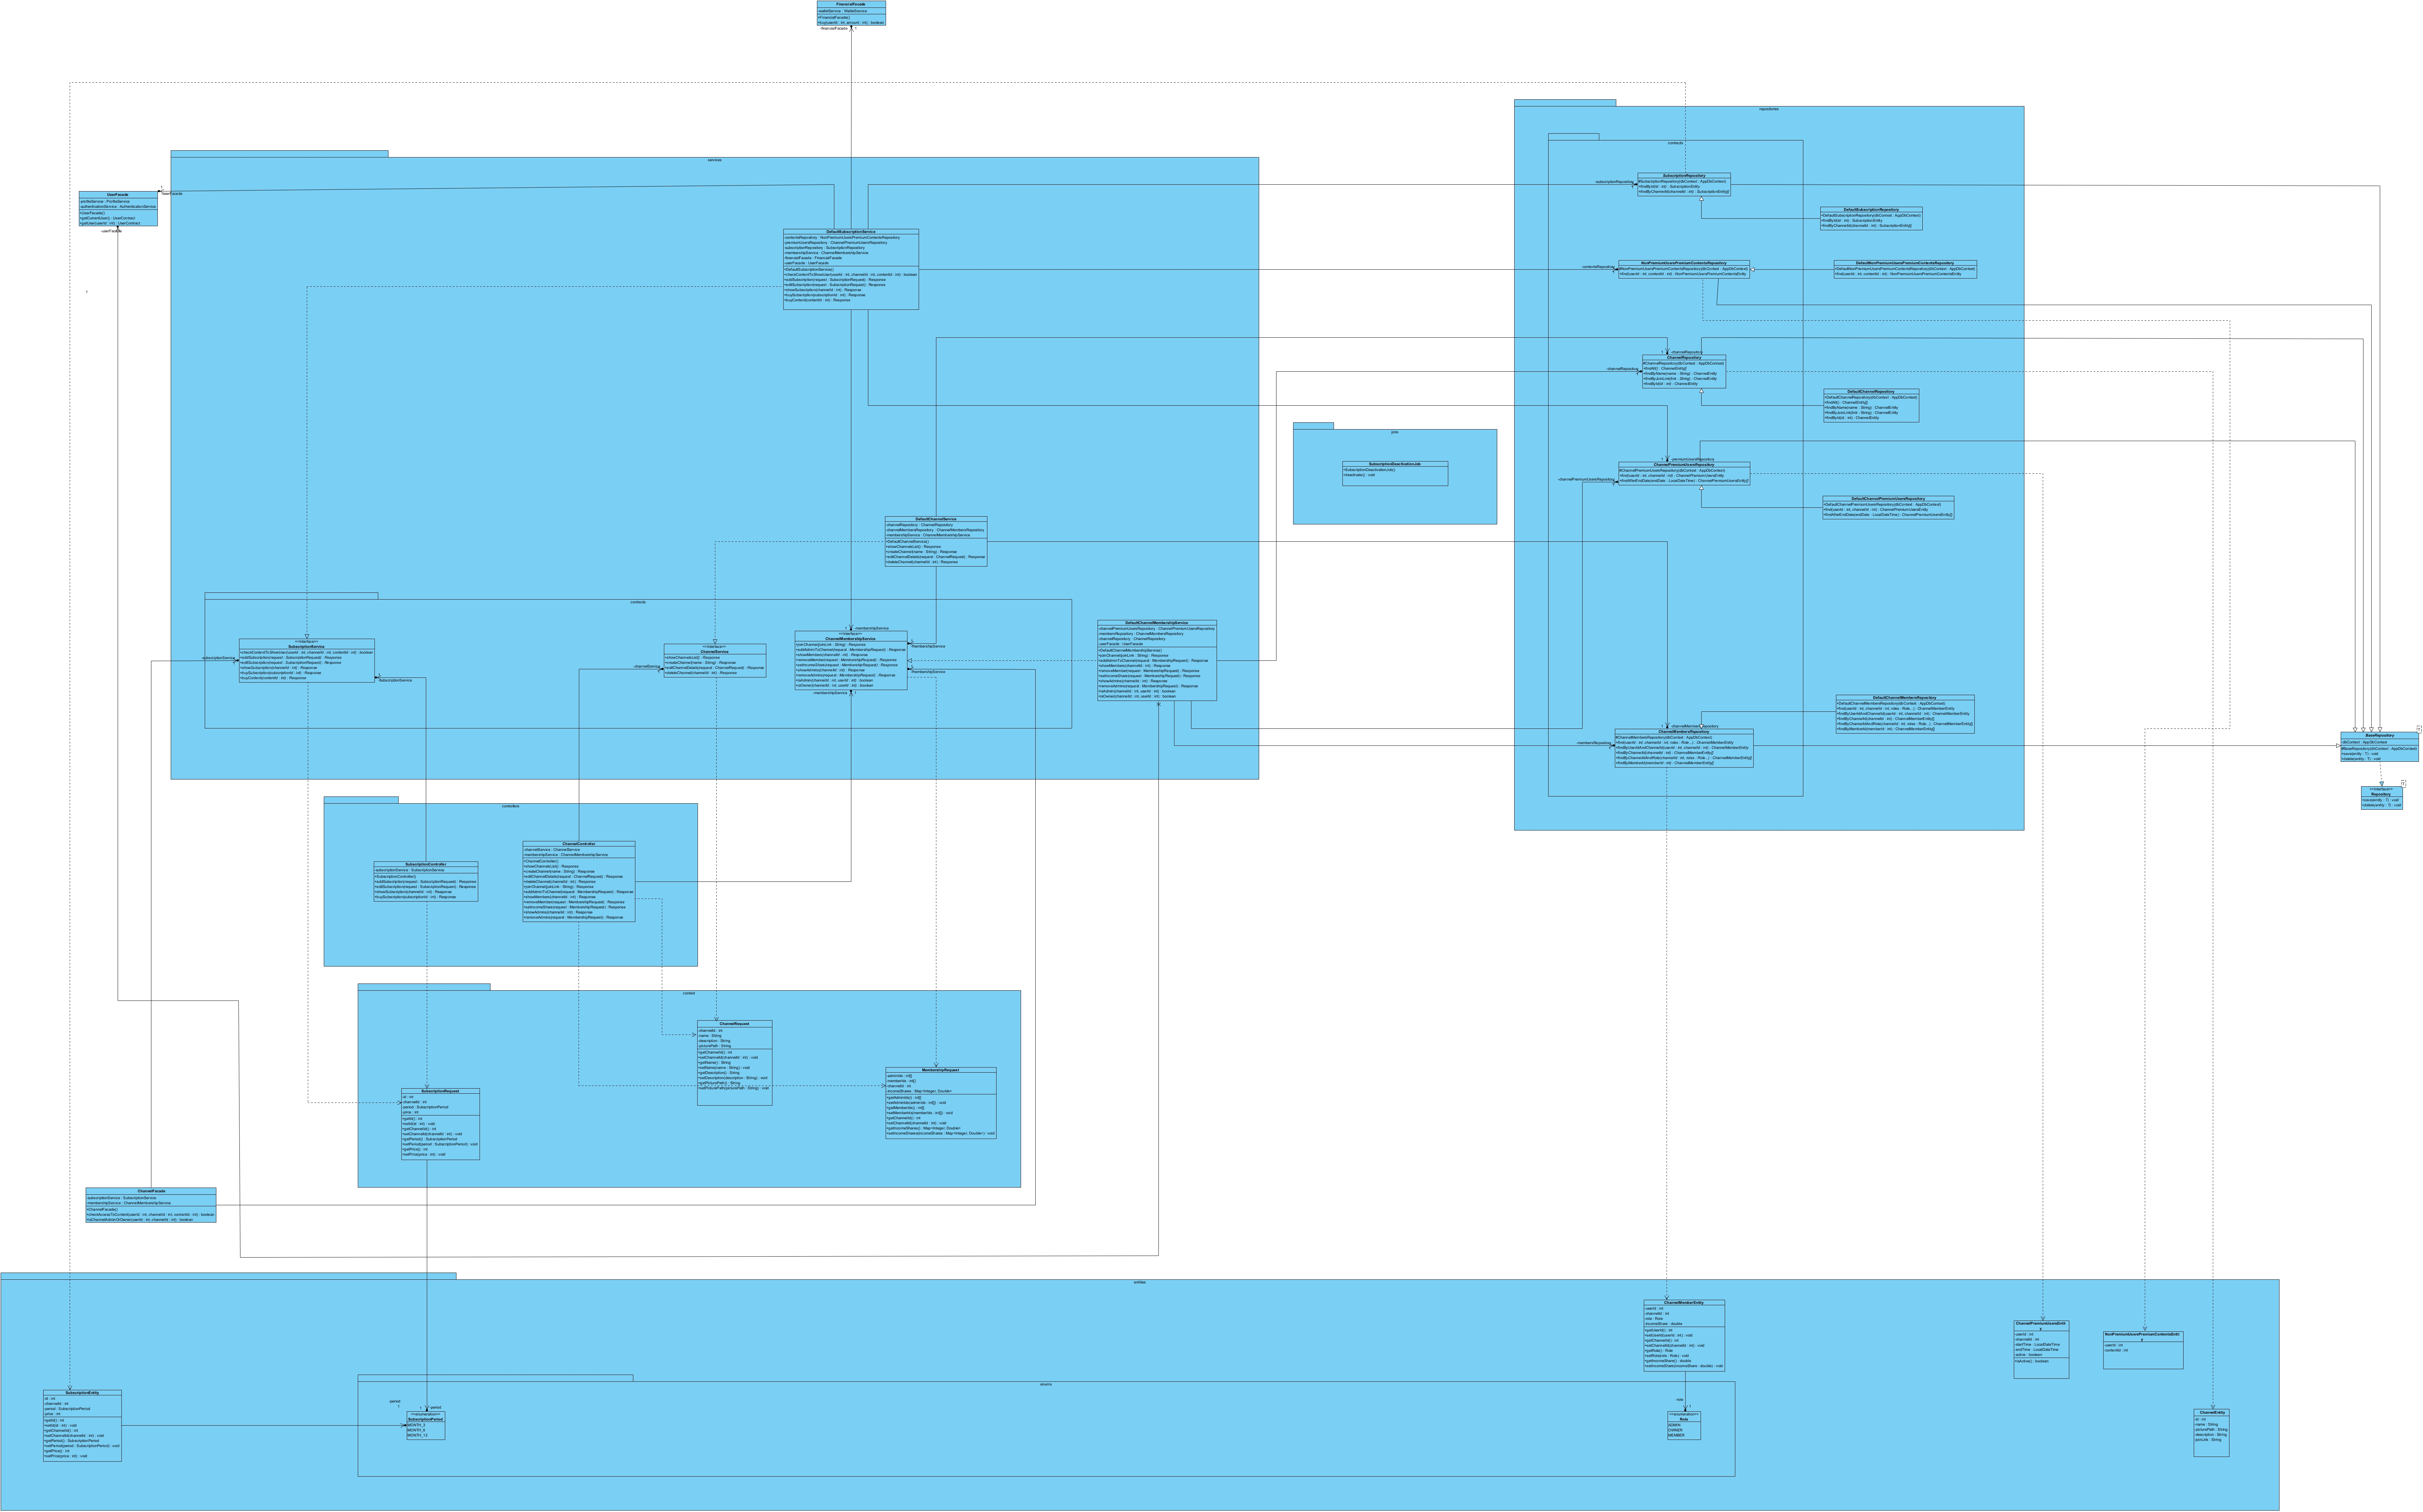 FinancialFacade
-walletService : WalletService
+FinancialFacade()
+buy(userId : int, amount : int) : boolean
-financialFacade
1
repositories
contracts
services
SubscriptionRepository
#SubscriptionRepository(dbContext : AppDbContext)
+findById(id : int) : SubscriptionEntity
+findByChannelId(channelId : int) : SubscriptionEntity[]
-subscriptionRepository
UserFacade
-profileService : ProfileService
-authenticationService : AuthenticationService
+UserFacade()
+getCurrentUser() : UserContract
+getUser(userId : int) : UserContract
-userFacade
1
-userFacade
1
DefaultSubscriptionRepository
+DefaultSubscriptionRepository(dbContext : AppDbContext)
+findById(id : int) : SubscriptionEntity
+findByChannelId(channelId : int) : SubscriptionEntity[]
DefaultSubscriptionService
-contentsRepository : NonPremiumUsersPremiumContentsRepository
-premiumUsersRepository : ChannelPremiumUsersRepository
-subscriptionRepository : SubscriptionRepository
-membershipService : ChannelMembershipService
-financialFacade : FinancialFacade
-userFacade : UserFacade
+DefaultSubscriptionService()
+checkContentToShow(userId : int, channelId : int, contentId : int) : boolean
+addSubscription(request : SubscriptionRequest) : Response
+editSubscription(request : SubscriptionRequest) : Response
+showSubscription(channelId : int) : Response
+buySubscription(subscriptionId : int) : Response
+buyContent(contentId : int) : Response
-contentsRepository
NonPremiumUsersPremiumContentsRepository
#NonPremiumUsersPremiumContentsRepository(dbContext : AppDbContext)
+find(userId : int, contentId : int) : NonPremiumUsersPremiumContentsEntity
DefaultNonPremiumUsersPremiumContentsRepository
+DefaultNonPremiumUsersPremiumContentsRepository(dbContext : AppDbContext)
+find(userId : int, contentId : int) : NonPremiumUsersPremiumContentsEntity
1
-channelRepository
-channelRepository
ChannelRepository
#ChannelRepository(dbContext : AppDbContext)
+findAll() : ChannelEntity[]
+findByName(name : String) : ChannelEntity
+findByJoinLink(link : String) : ChannelEntity
+findById(id : int) : ChannelEntity
DefaultChannelRepository
+DefaultChannelRepository(dbContext : AppDbContext)
+findAll() : ChannelEntity[]
+findByName(name : String) : ChannelEntity
+findByJoinLink(link : String) : ChannelEntity
+findById(id : int) : ChannelEntity
jobs
SubscriptionDeactivationJob
+SubscriptionDeactivationJob()
+deactivate() : void
1
-premiumUsersRepository
-channelPremiumUsersRepository
ChannelPremiumUsersRepository
#ChannelPremiumUsersRepository(dbContext : AppDbContext)
+find(userId : int, channelId : int) : ChannelPremiumUsersEntity
+findAfterEndDate(endDate : LocalDateTime) : ChannelPremiumUsersEntity[]
DefaultChannelPremiumUsersRepository
+DefaultChannelPremiumUsersRepository(dbContext : AppDbContext)
+find(userId : int, channelId : int) : ChannelPremiumUsersEntity
+findAfterEndDate(endDate : LocalDateTime) : ChannelPremiumUsersEntity[]
DefaultChannelService
-channelRepository : ChannelRepository
-channelMembersRepository : ChannelMembersRepository
-membershipService : ChannelMembershipService
+DefaultChannelService()
+showChannelsList() : Response
+createChannel(name : String) : Response
+editChannelDetails(request : ChannelRequest) : Response
+deleteChannel(channelId : int) : Response
contracts
<<Interface>>
SubscriptionService
+checkContentToShow(userId : int, channelId : int, contentId : int) : boolean
+addSubscription(request : SubscriptionRequest) : Response
+editSubscription(request : SubscriptionRequest) : Response
+showSubscription(channelId : int) : Response
+buySubscription(subscriptionId : int) : Response
+buyContent(contentId : int) : Response
-subscriptionService
-SubscriptionService
<<Interface>>
ChannelService
+showChannelsList() : Response
+createChannel(name : String) : Response
+editChannelDetails(request : ChannelRequest) : Response
+deleteChannel(channelId : int) : Response
-channelService
1
-membershipService
<<Interface>>
ChannelMembershipService
+joinChannel(joinLink : String) : Response
+addAdminToChannel(request : MembershipRequest) : Response
+showMembers(channelId : int) : Response
+removeMember(request : MembershipRequest) : Response
+setIncomeShare(request : MembershipRequest) : Response
+showAdmins(channelId : int) : Response
+removeAdmins(request : MembershipRequest) : Response
+isAdmin(channelId : int, userId : int) : boolean
+isOwner(channelId : int, userId : int) : boolean
-membershipService
-membershipService
-membershipService
1
DefaultChannelMembershipService
-channelPremiumUsersRepository : ChannelPremiumUsersRepository
-membersRepository : ChannelMembersRepository
-channelRepository : ChannelRepository
-userFacade : UserFacade
+DefaultChannelMembershipService()
+joinChannel(joinLink : String) : Response
+addAdminToChannel(request : MembershipRequest) : Response
+showMembers(channelId : int) : Response
+removeMember(request : MembershipRequest) : Response
+setIncomeShare(request : MembershipRequest) : Response
+showAdmins(channelId : int) : Response
+removeAdmins(request : MembershipRequest) : Response
+isAdmin(channelId : int, userId : int) : boolean
+isOwner(channelId : int, userId : int) : boolean
DefaultChannelMembersRepository
+DefaultChannelMembersRepository(dbContext : AppDbContext)
+find(userId : int, channelId : int, roles : Role...) : ChannelMemberEntity
+findByUserIdAndChannelId(userId : int, channelId : int) : ChannelMemberEntity
+findByChannelId(channelId : int) : ChannelMemberEntity[]
+findByChannelIdAndRole(channelId : int, roles : Role...) : ChannelMemberEntity[]
+findByMemberId(memberId : int) : ChannelMemberEntity[]
1
-channelMembersRepository
-membersRepository
ChannelMembersRepository
#ChannelMembersRepository(dbContext : AppDbContext)
+find(userId : int, channelId : int, roles : Role...) : ChannelMemberEntity
+findByUserIdAndChannelId(userId : int, channelId : int) : ChannelMemberEntity
+findByChannelId(channelId : int) : ChannelMemberEntity[]
+findByChannelIdAndRole(channelId : int, roles : Role...) : ChannelMemberEntity[]
+findByMemberId(memberId : int) : ChannelMemberEntity[]
T
BaseRepository
-dbContext : AppDbContext
#BaseRepository(dbContext : AppDbContext)
+save(entity : T) : void
+delete(entity : T) : void
T
<<Interface>>
Repository
+save(entity : T) : void
+delete(entity : T) : void
controllers
SubscriptionController
-subscriptionService : SubscriptionService
+SubscriptionController()
+addSubscription(request : SubscriptionRequest) : Response
+editSubscription(request : SubscriptionRequest) : Response
+showSubscription(channelId : int) : Response
+buySubscription(subscriptionId : int) : Response
ChannelController
-channelService : ChannelService
-membershipService : ChannelMembershipService
+ChannelController()
+showChannelsList() : Response
+createChannel(name : String) : Response
+editChannelDetails(request : ChannelRequest) : Response
+deleteChannel(channelId : int) : Response
+joinChannel(joinLink : String) : Response
+addAdminToChannel(request : MembershipRequest) : Response
+showMembers(channelId : int) : Response
+removeMember(request : MembershipRequest) : Response
+setIncomeShare(request : MembershipRequest) : Response
+showAdmins(channelId : int) : Response
+removeAdmins(request : MembershipRequest) : Response
context
ChannelRequest
-channelId : int
-name : String
-description : String
-picturePath : String
+getChannelId() : int
+setChannelId(channelId : int) : void
+getName() : String
+setName(name : String) : void
+getDescription() : String
+setDescription(description : String) : void
+getPicturePath() : String
+setPicturePath(picturePath : String) : void
MembershipRequest
-adminIds : int[]
-memberIds : int[]
-channelId : int
-incomeShares : Map<Integer, Double>
+getAdminIds() : int[]
+setAdminIds(adminIds : int[]) : void
+getMemberIds() : int[]
+setMemberIds(memberIds : int[]) : void
+getChannelId() : int
+setChannelId(channelId : int) : void
+getIncomeShares() : Map<Integer, Double>
+setIncomeShares(incomeShares : Map<Integer, Double>) : void
SubscriptionRequest
-id : int
-channelId : int
-period : SubscriptionPeriod
-price : int
+getId() : int
+setId(id : int) : void
+getChannelId() : int
+setChannelId(channelId : int) : void
+getPeriod() : SubscriptionPeriod
+setPeriod(period : SubscriptionPeriod) : void
+getPrice() : int
+setPrice(price : int) : void
ChannelFacade
-subscriptionService : SubscriptionService
-membershipService : ChannelMembershipService
+ChannelFacade()
+checkAccessToContent(userId : int, channelId : int, contentId : int) : boolean
+isChannelAdminOrOwner(userId : int, channelId : int) : boolean
entities
ChannelMemberEntity
-userId : int
-channelId : int
-role : Role
-incomeShare : double
+getUserId() : int
+setUserId(userId : int) : void
+getChannelId() : int
+setChannelId(channelId : int) : void
+getRole() : Role
+setRole(role : Role) : void
+getIncomeShare() : double
+setIncomeShare(incomeShare : double) : void
ChannelPremiumUsersEntit
y
-userId : int
-channelId : int
-startTime : LocalDateTime
-endTime : LocalDateTime
-active : boolean
+isActive() : boolean
NonPremiumUsersPremiumContentsEntit
y
-userId : int
-contentId : int
enums
SubscriptionEntity
-id : int
-channelId : int
-period : SubscriptionPeriod
-price : int
+getId() : int
+setId(id : int) : void
+getChannelId() : int
+setChannelId(channelId : int) : void
+getPeriod() : SubscriptionPeriod
+setPeriod(period : SubscriptionPeriod) : void
+getPrice() : int
+setPrice(price : int) : void
-period
1
1
-period
<<enumeration>>
SubscriptionPeriod
MONTH_3
MONTH_6
MONTH_12
-role
1
<<enumeration>>
Role
ADMIN
OWNER
MEMBER
ChannelEntity
-id : int
-name : String
-picturePath : String
-description : String
-joinLink : String